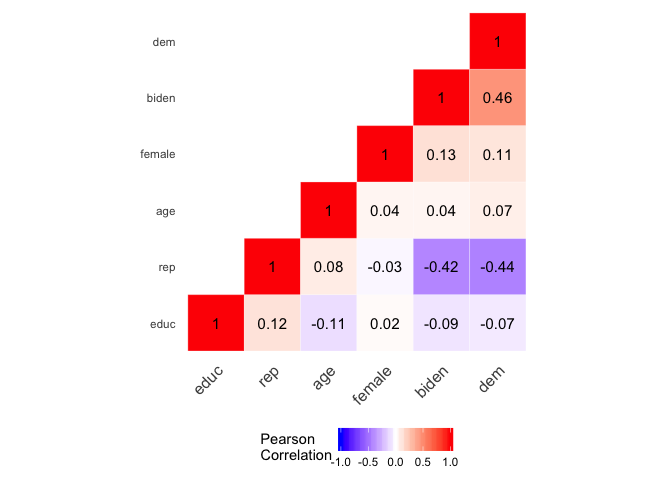 dem 1
biden 1 0.46
female 1 0.13 0.11
age 1 0.04 0.04 0.07
rep 1 0.08 -0.03 -0.42 -0.44
educ 1 0.12 -0.11 0.02 -0.09 -0.07
educ rep age female biden dem
Pearson
Correlation
-1.0 -0.5 0.0 0.5 1.0